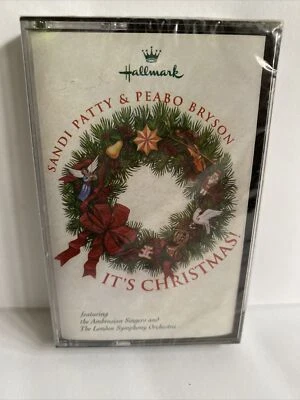 Hallmark
SANDI PATTY & PEABO BRYSON
IT'S CHRISTMAS!
featuring
the Ambrosian Singers and
The London Symphony Orchestra